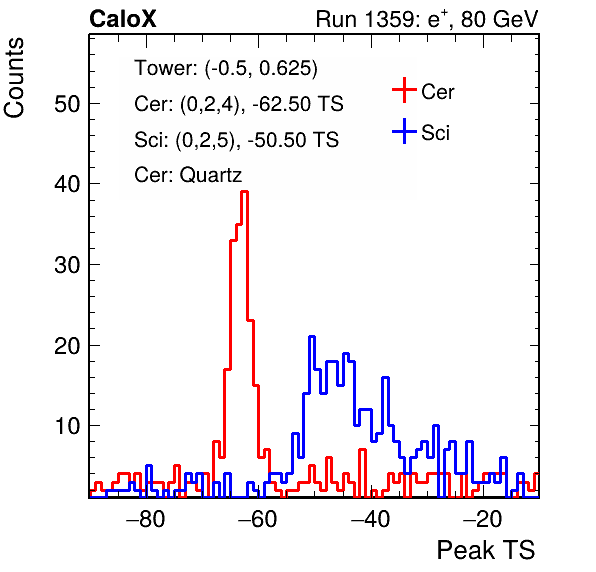 CaloX Run 1359: e+, 80 GeV
Counts
Tower: (-0.5, 0.625)
Cer: (0,2,4), -62.50 TS
Sci: (0,2,5), -50.50 TS
Cer: Quartz
Cer
Sci
50
40
30
20
10
−80 −60 −40 −20
Peak TS